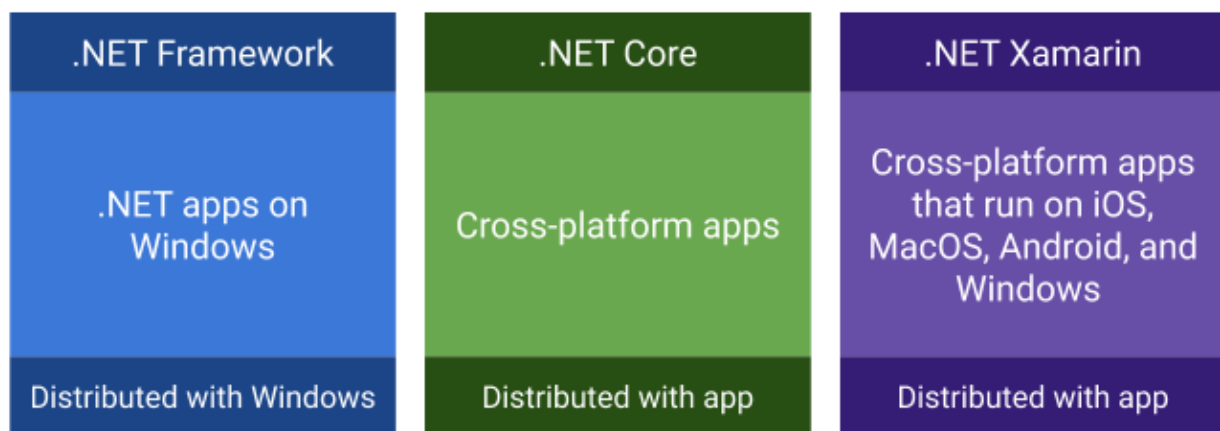 .NET Framework
.NET apps on
Windows
Distributed with Windows
.NET Core
Cross-platform apps
Distributed with app
.NET Xamarin
Cross-platform apps
that run on iOS,
MacOS, Android, and
Windows
Distributed with app